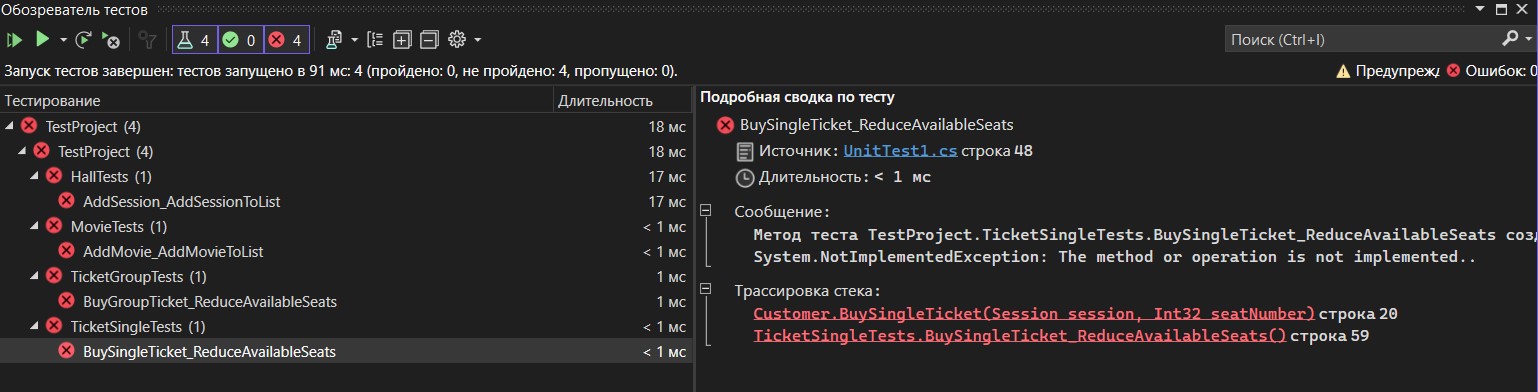 Обозреватель тестов
4 0 4
Поиск (Ctrl+I)
Запуск тестов завершен: тестов запущено в 91 мс: 4 (пройдено: 0, не пройдено: 4, пропущено: 0).
Предупрежд Ошибок: 0
Тестирование Длительность
TestProject (4) 18 мс
TestProject (4) 18 мс
HallTests (1) 17 мс
AddSession_AddSessionToList 17 мс
MovieTests (1) < 1 мс
AddMovie_AddMovieToList < 1 мс
TicketGroupTests (1) 1 мс
BuyGroupTicket_ReduceAvailableSeats 1 мс
TicketSingleTests (1) < 1 мс
BuySingleTicket_ReduceAvailableSeats < 1 мс
Подробная сводка по тесту
BuySingleTicket_ReduceAvailableSeats
Источник: UnitTest1.cs строка 48
Длительность: < 1 мс
Сообщение:
Метод теста TestProject.TicketSingleTests.BuySingleTicket_ReduceAvailableSeats созд
System.NotImplementedException: The method or operation is not implemented..
Трассировка стека:
Customer.BuySingleTicket(Session session, Int32 seatNumber) строка 20
TicketSingleTests.BuySingleTicket_ReduceAvailableSeats() строка 59